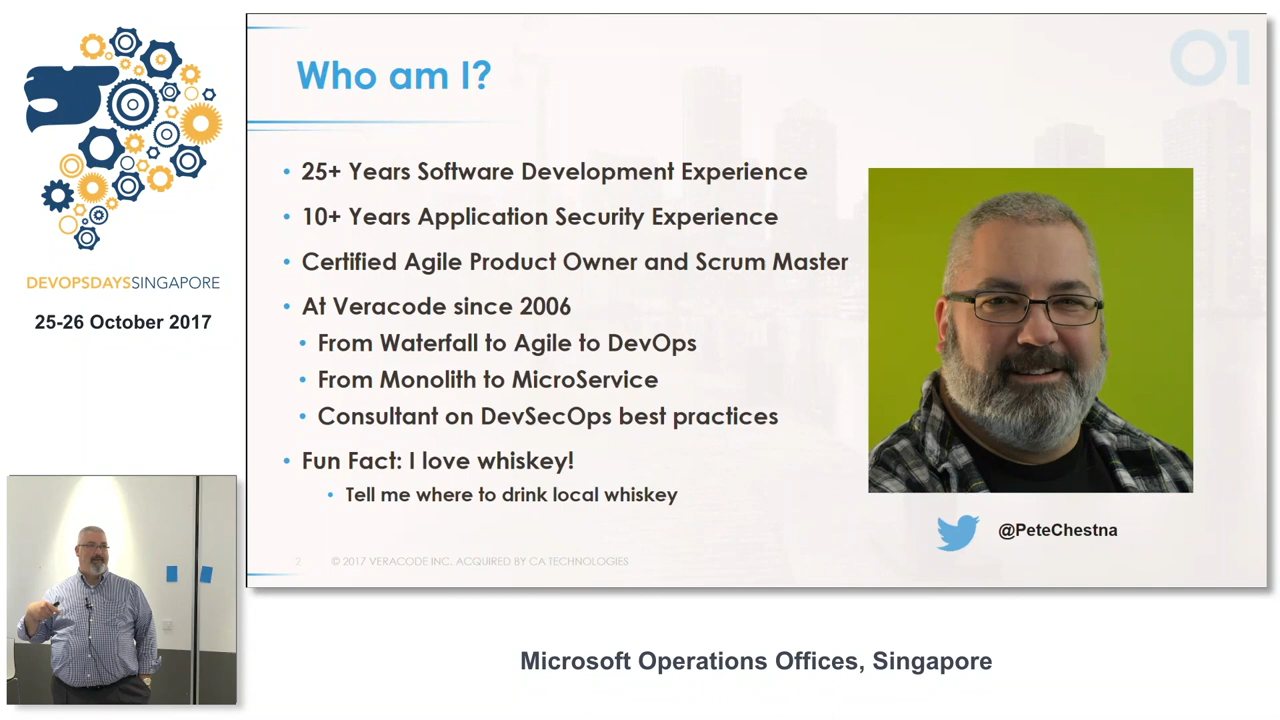 01
Who am I?
• 25+ Years Software Development Experience
• 10+ Years Application Security Experience
• Certified Agile Product Owner and Scrum Master
• At Veracode since 2006
• From Waterfall to Agile to DevOps
• From Monolith to MicroService
• Consultant on DevSecOps best practices
• Fun Fact: I love whiskey!
• Tell me where to drink local whiskey
@PeteChestna
2 © 2017 VERACODE INC. ACQUIRED BY CA TECHNOLOGIES
DEVOPSDAYSSINGAPORE
25-26 October 2017
Microsoft Operations Offices, Singapore